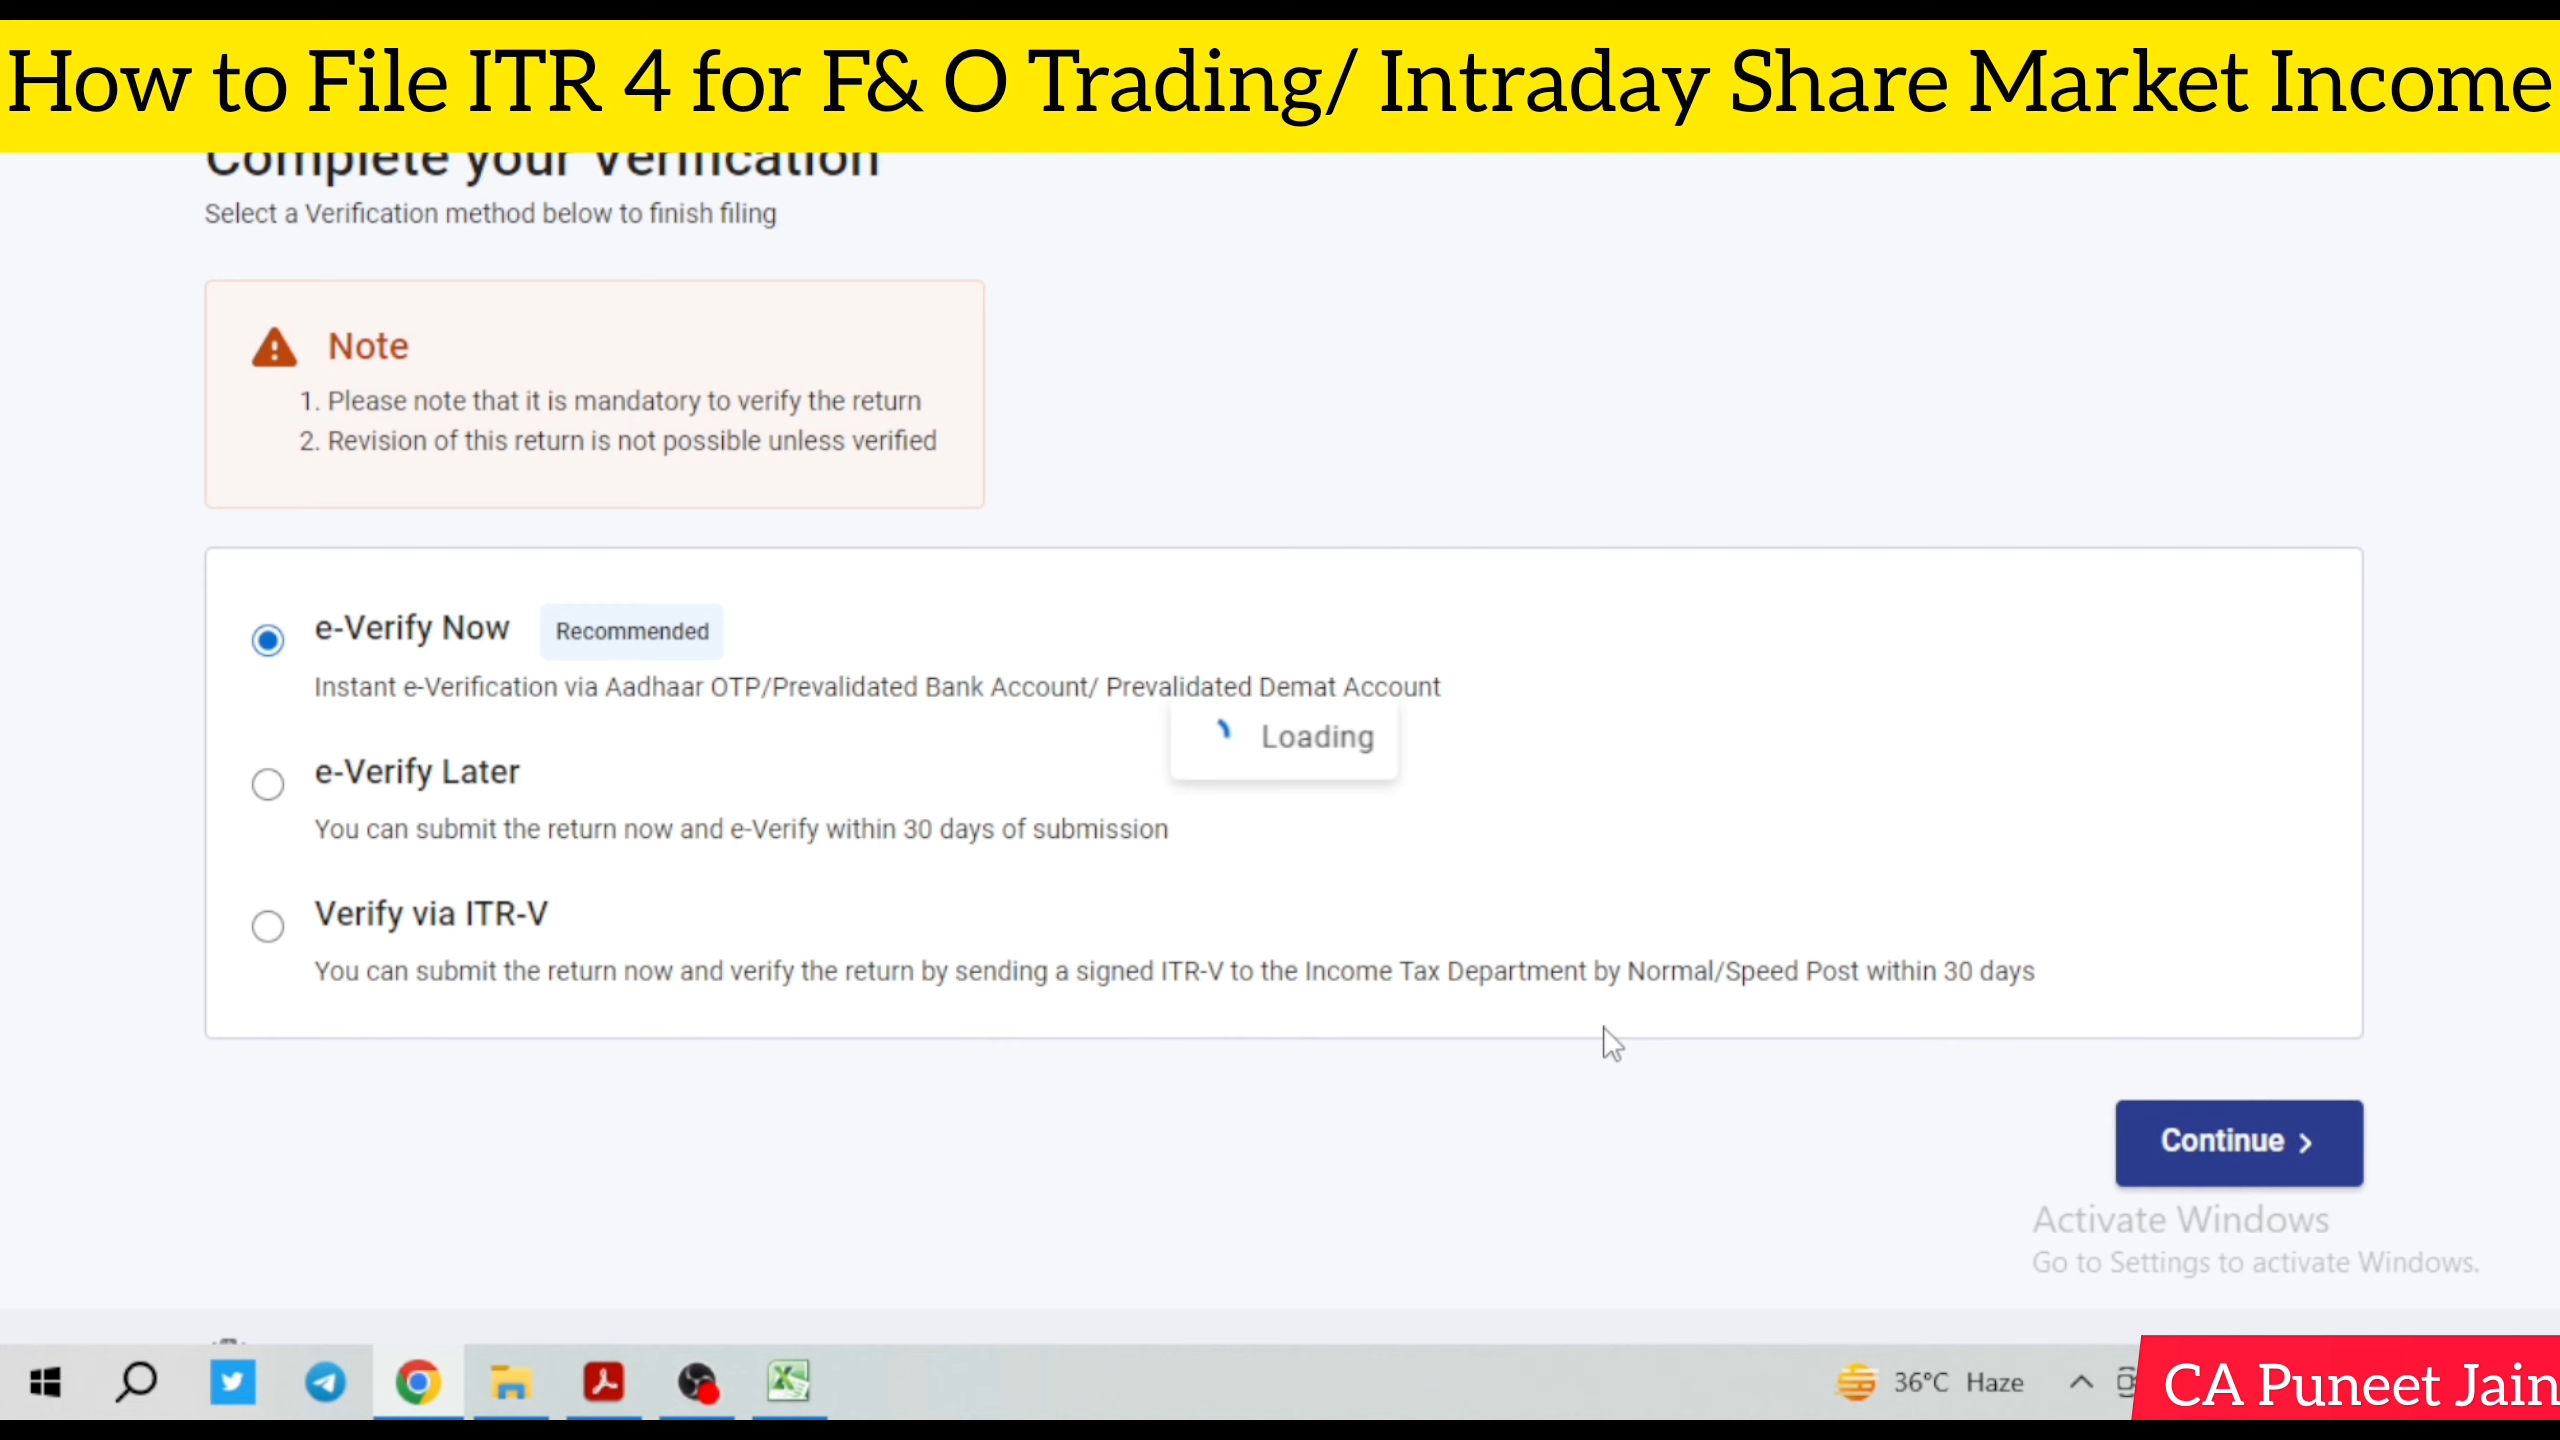 How to File ITR 4 for F& O Trading/ Intraday Share Market Income
Complete your Verification
Select a Verification method below to finish filing
Note
1. Please note that it is mandatory to verify the return
2. Revision of this return is not possible unless verified
e-Verify Now Recommended
Instant e-Verification via Aadhaar OTP/Prevalidated Bank Account/ Prevalidated Demat Account
Loading
e-Verify Later
You can submit the return now and e-Verify within 30 days of submission
Verify via ITR-V
You can submit the return now and verify the return by sending a signed ITR-V to the Income Tax Department by Normal/Speed Post within 30 days
Continue >
Activate Windows
Go to Settings to activate Windows.
36°C Haze
CA Puneet Jain